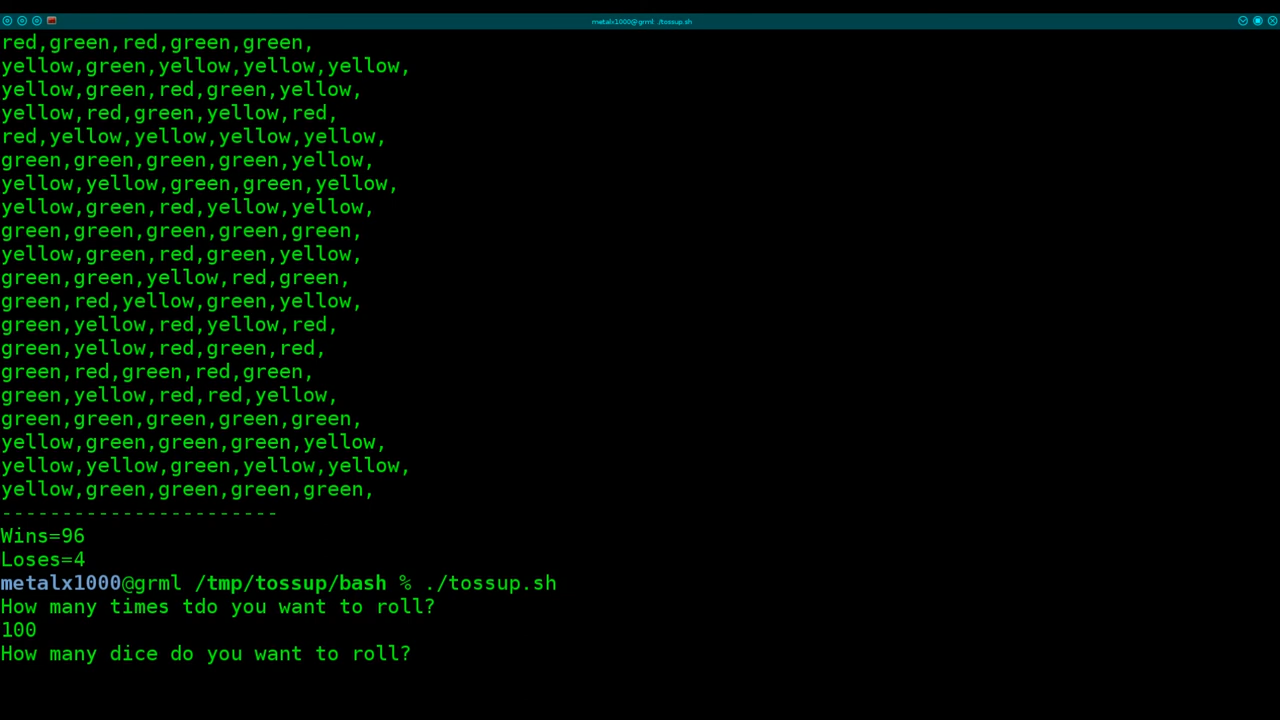 metalx1000@grml: ./tossup.sh
red,green,red,green,green,
yellow,green,yellow,yellow,yellow,
yellow,green,red,green,yellow,
yellow,red,green,yellow,red,
red,yellow,yellow,yellow,yellow,
green,green,green,green,yellow,
yellow,yellow,green,green,yellow,
yellow,green,red,yellow,yellow,
green,green,green,green,green,
yellow,green,red,green,yellow,
green,green,yellow,red,green,
green,red,yellow,green,yellow,
green,yellow,red,yellow,red,
green,yellow,red,green,red,
green,red,green,red,green,
green,yellow,red,red,yellow,
green,green,green,green,green,
yellow,green,green,green,yellow,
yellow,yellow,green,yellow,yellow,
yellow,green,green,green,green,
-----------------------
Wins=96
Loses=4
metalx1000@grml /tmp/tossup/bash % ./tossup.sh
How many times tdo you want to roll?
100
How many dice do you want to roll?